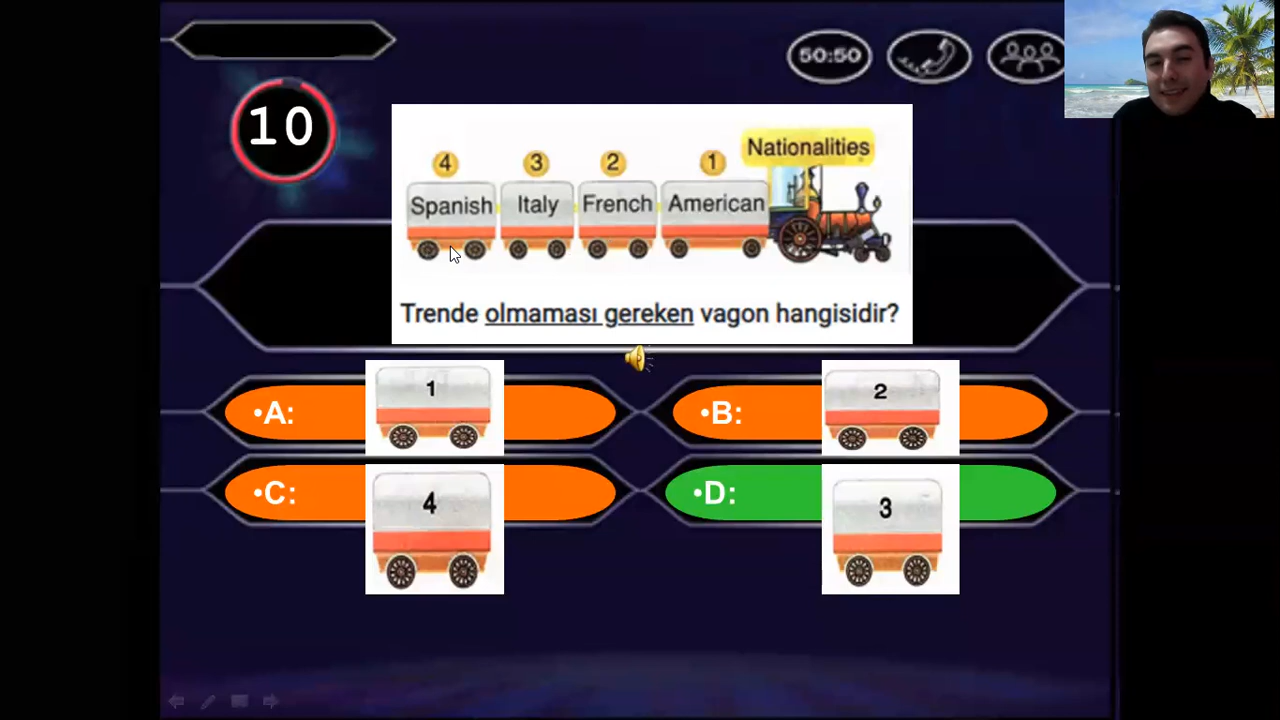 50:50
10
Nationalities
4 3 2 1
Spanish Italy French American
Trende olmaması gereken vagon hangisidir?
•A: 1
•B: 2
•C: 4
•D: 3